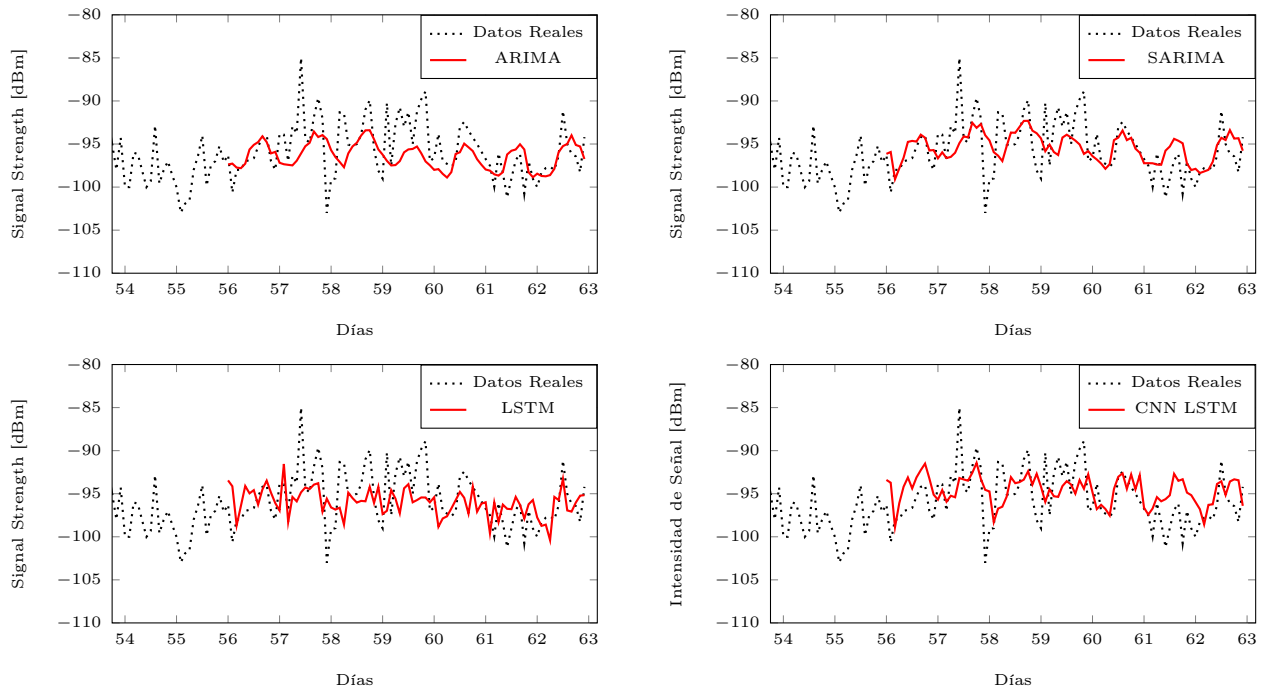 −80
−85
−90
−95
−100
−105
−110
Signal Strength [dBm]
54 55 56 57 58 59 60 61 62 63
Días
Datos Reales
ARIMA
−80
−85
−90
−95
−100
−105
−110
Signal Strength [dBm]
54 55 56 57 58 59 60 61 62 63
Días
Datos Reales
SARIMA
−80
−85
−90
−95
−100
−105
−110
Signal Strength [dBm]
54 55 56 57 58 59 60 61 62 63
Días
Datos Reales
LSTM
−80
−85
−90
−95
−100
−105
−110
Intensidad de Señal [dBm]
54 55 56 57 58 59 60 61 62 63
Días
Datos Reales
CNN LSTM